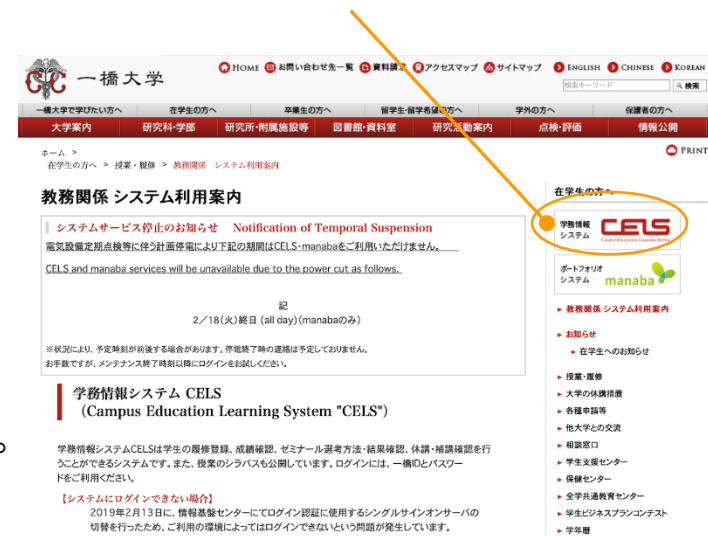 一橋大学
HOME お問い合わせ先一覧 資料請求 アクセスマップ サイトマップ ENGLISH CHINESE KOREAN
検索キーワード 検索
一橋大学で学びたい方へ 在学生の方へ 卒業生の方へ 留学生・留学希望の方へ 学外の方へ 保護者の方へ
大学案内 研究科・学部 研究所・附属施設等 図書館・資料室 研究活動案内 点検・評価 情報公開
ホーム >
在学生の方へ > 授業・履修 > 教務関係 システム利用案内
PRINT
教務関係 システム利用案内
システムサービス停止のお知らせ Notification of Temporal Suspension
電気設備定期点検等に伴う計画停電により下記の期間はCELS・manabaをご利用いただけません。
CELS and manaba services will be unavailable due to the power cut as follows.
記
2／18(火)終日 (all day)(manabaのみ)
※状況により、予定時刻が前後する場合があります。停電終了時の連絡は予定しておりません。
お手数ですが、メンテナンス終了時刻以降にログインをお試しください。
学務情報システム CELS
（Campus Education Learning System "CELS"）
学務情報システムCELSは学生の履修登録、成績確認、ゼミナール選考方法・結果確認、休講・補講確認を行
うことができるシステムです。また、授業のシラバスも公開しています。ログインには、一橋IDとパスワー
ドをご利用ください。
【システムにログインできない場合】
2019年2月13日に、情報基盤センターにてログイン認証に使用するシングルサインオンサーバの
切替を行ったため、ご利用の環境によってはログインできないという問題が発生しています。
在学生の方へ
学務情報
システム
CELS
Campus Education Learning System
ポートフォリオ
システム
manaba
教務関係 システム利用案内
お知らせ
在学生へのお知らせ
授業・履修
大学の休講措置
各種申請等
他大学との交流
相談窓口
学生支援センター
保健センター
全学共通教育センター
学生ビジネスプランコンテスト
学年暦